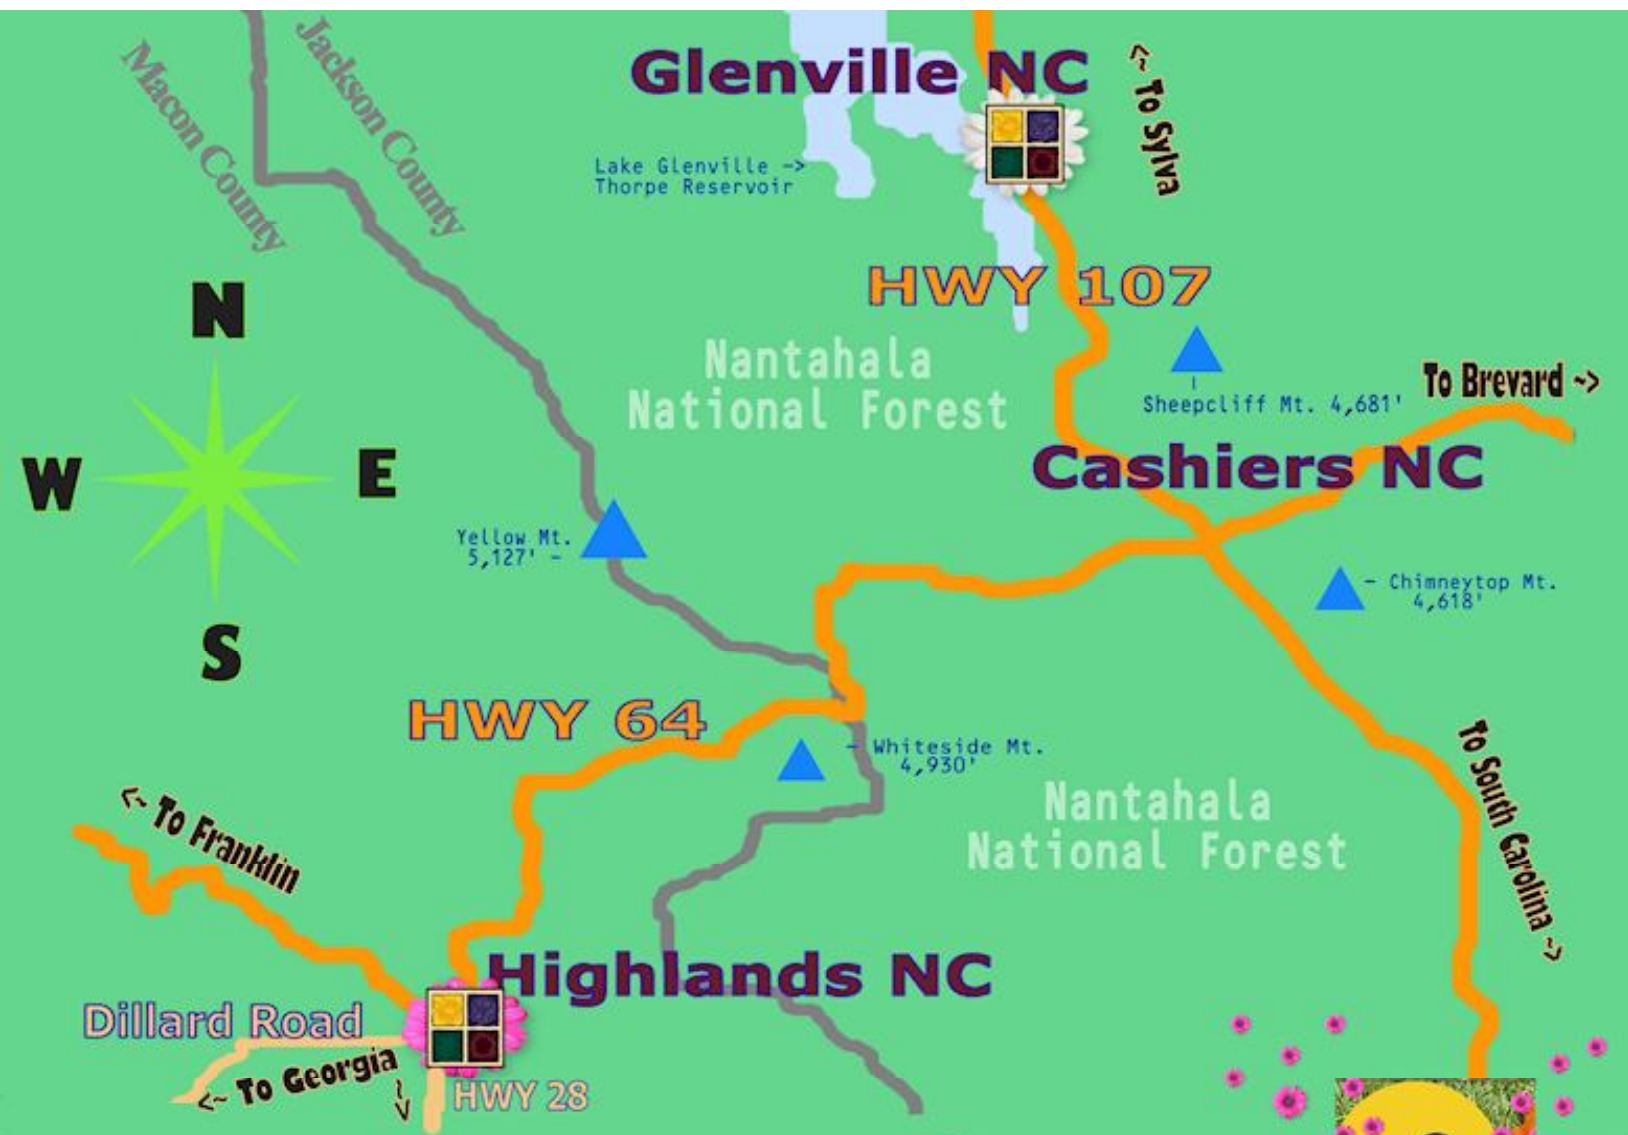 Macon County
Jackson County
Glenville NC
<~ To Sylva
Lake Glenville ->
Thorpe Reservoir
HWY 107
N
W
E
S
Nantahala
National Forest
Sheepcliff Mt. 4,681'
To Brevard ~>
Cashiers NC
Yellow Mt.
5,127' -
- Chimneytop Mt.
4,618'
HWY 64
- Whiteside Mt.
4,930'
Nantahala
National Forest
To South Carolina ~>
<~ To Franklin
Highlands NC
Dillard Road
<~ To Georgia ~>
HWY 28